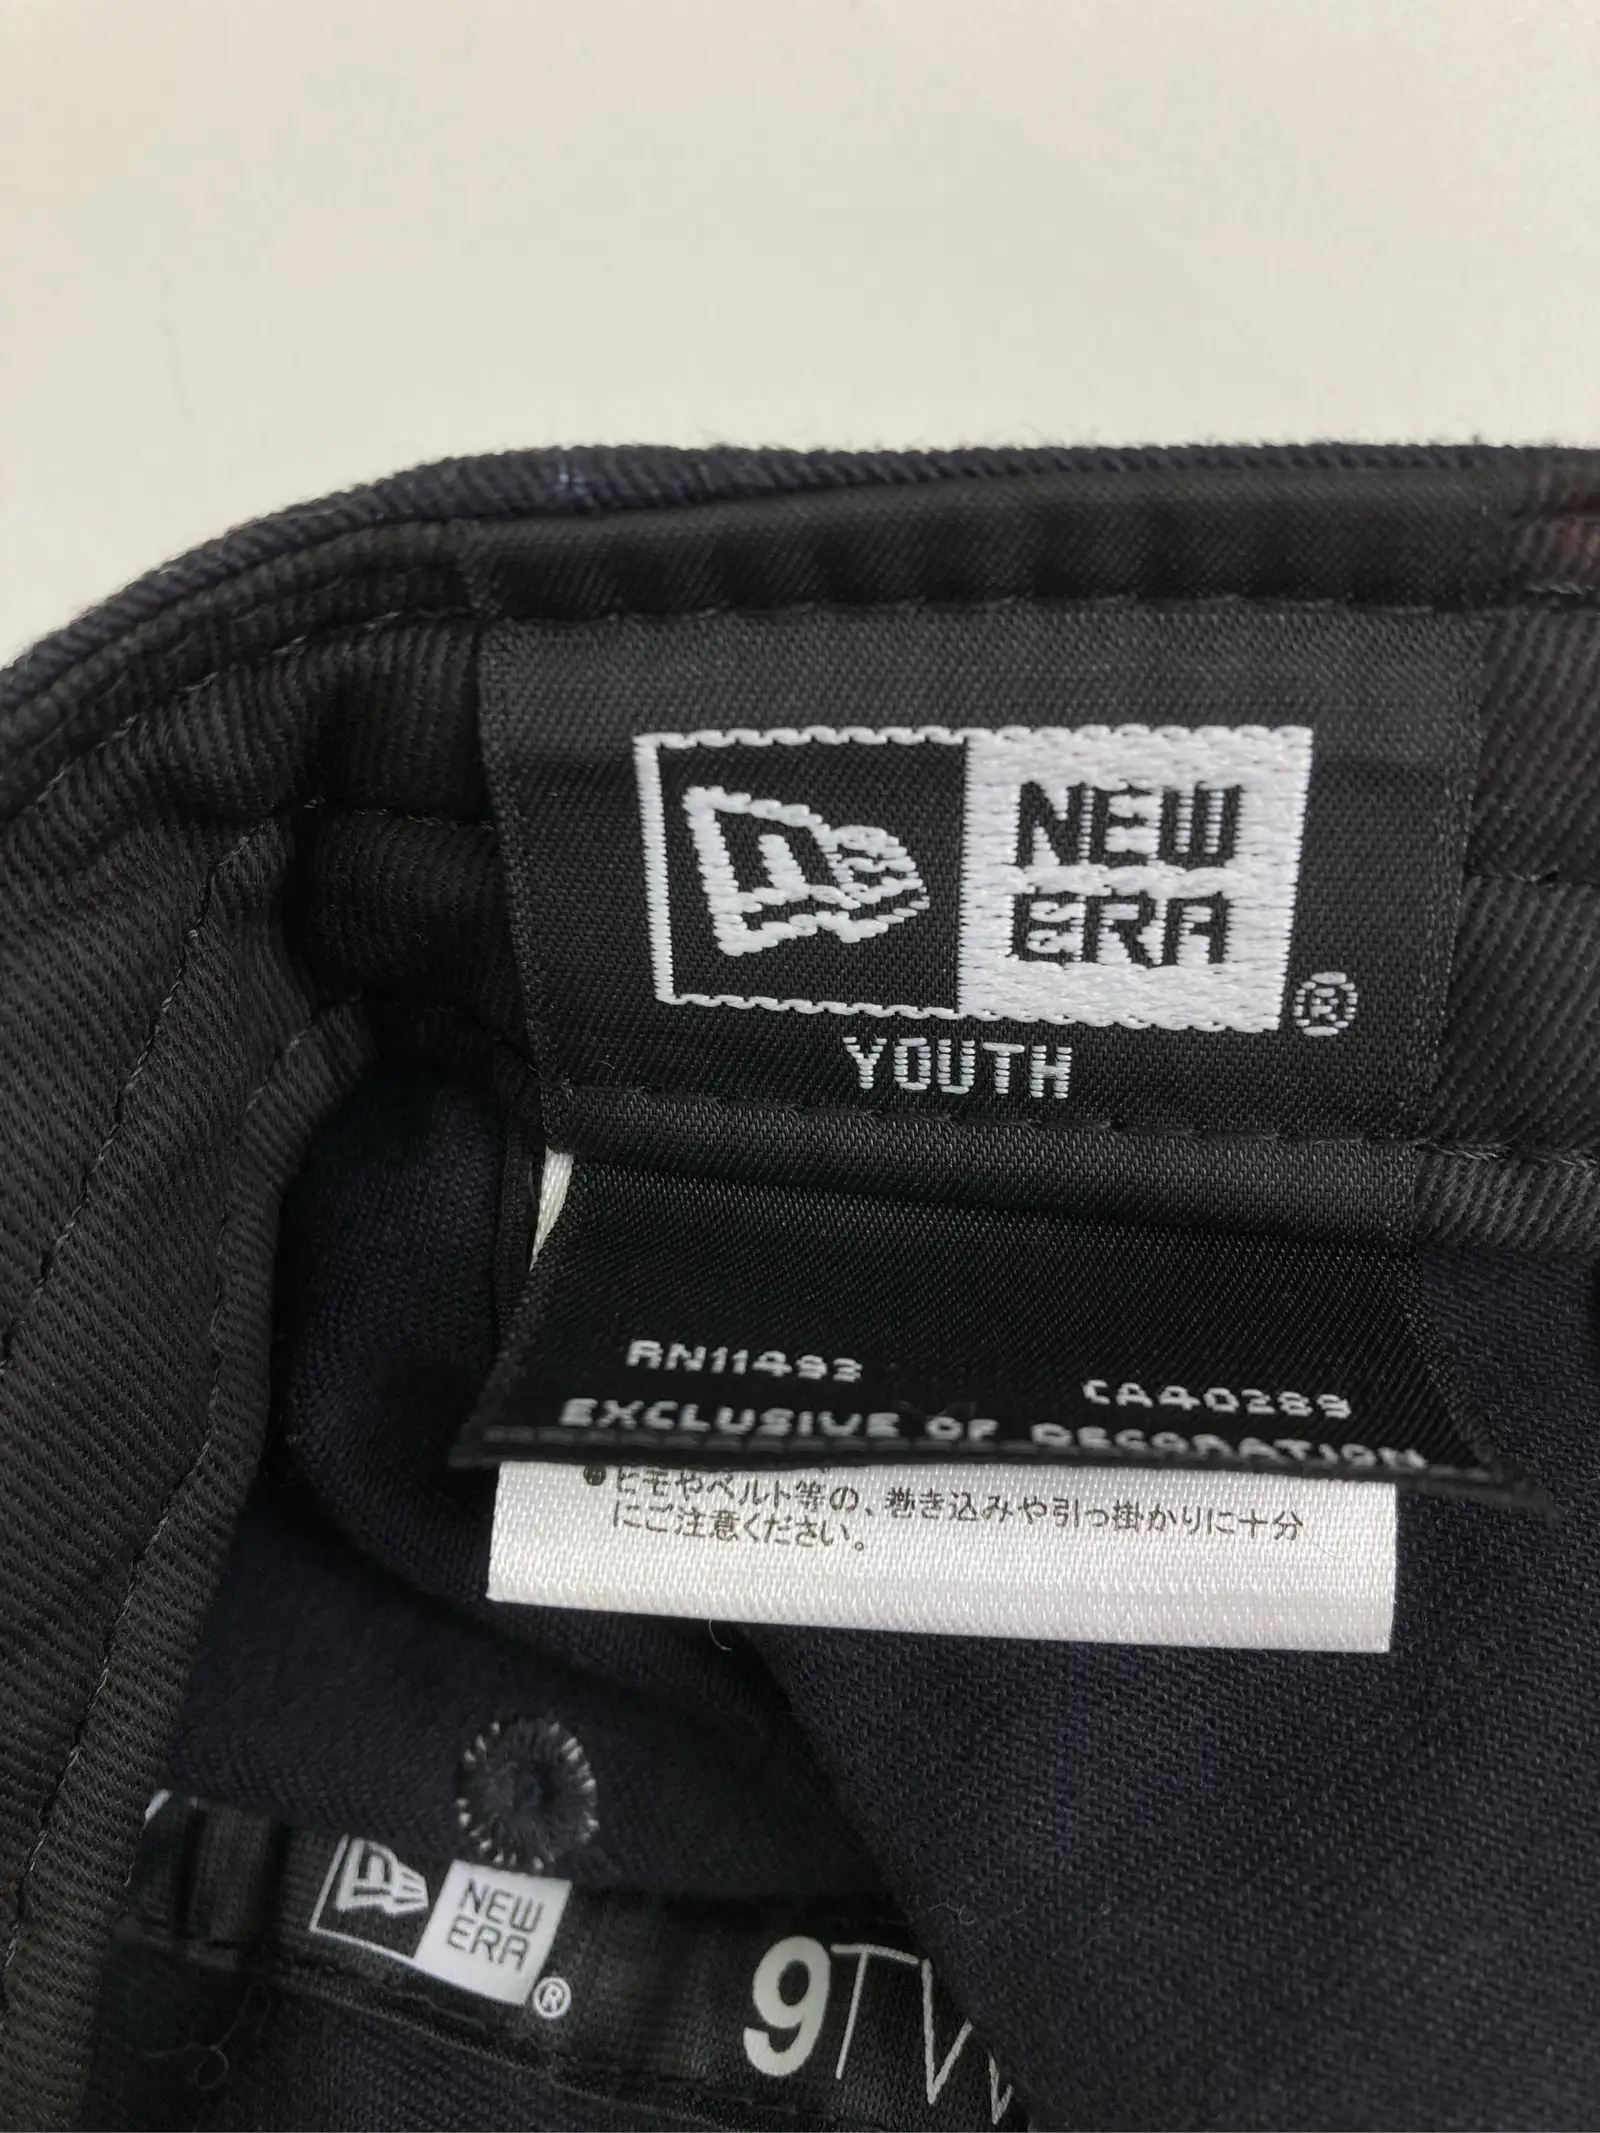 NEW
ERA
®
YOUTH
RN11493 CA40289
EXCLUSIVE OF DECORATION
●ヒモやベルト等の、巻き込みや引っ掛かりに十分
にご注意ください。
NEW
ERA
®
9TW